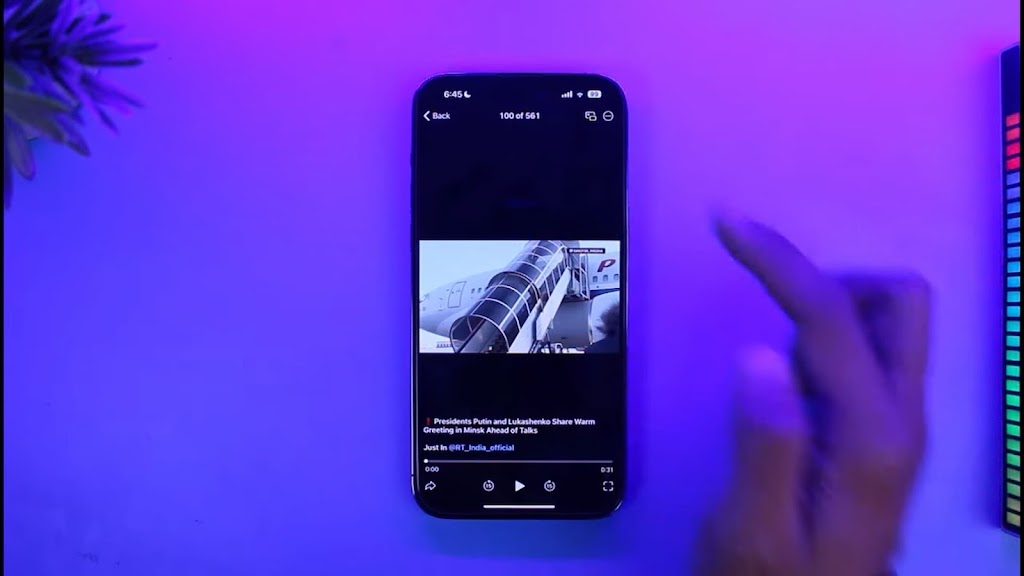 6:45
89
Back
100 of 561
P
15
15
❗Presidents Putin and Lukashenko Share Warm
Greeting in Minsk Ahead of Talks
Just In @RT_India_official
0:00
0:31